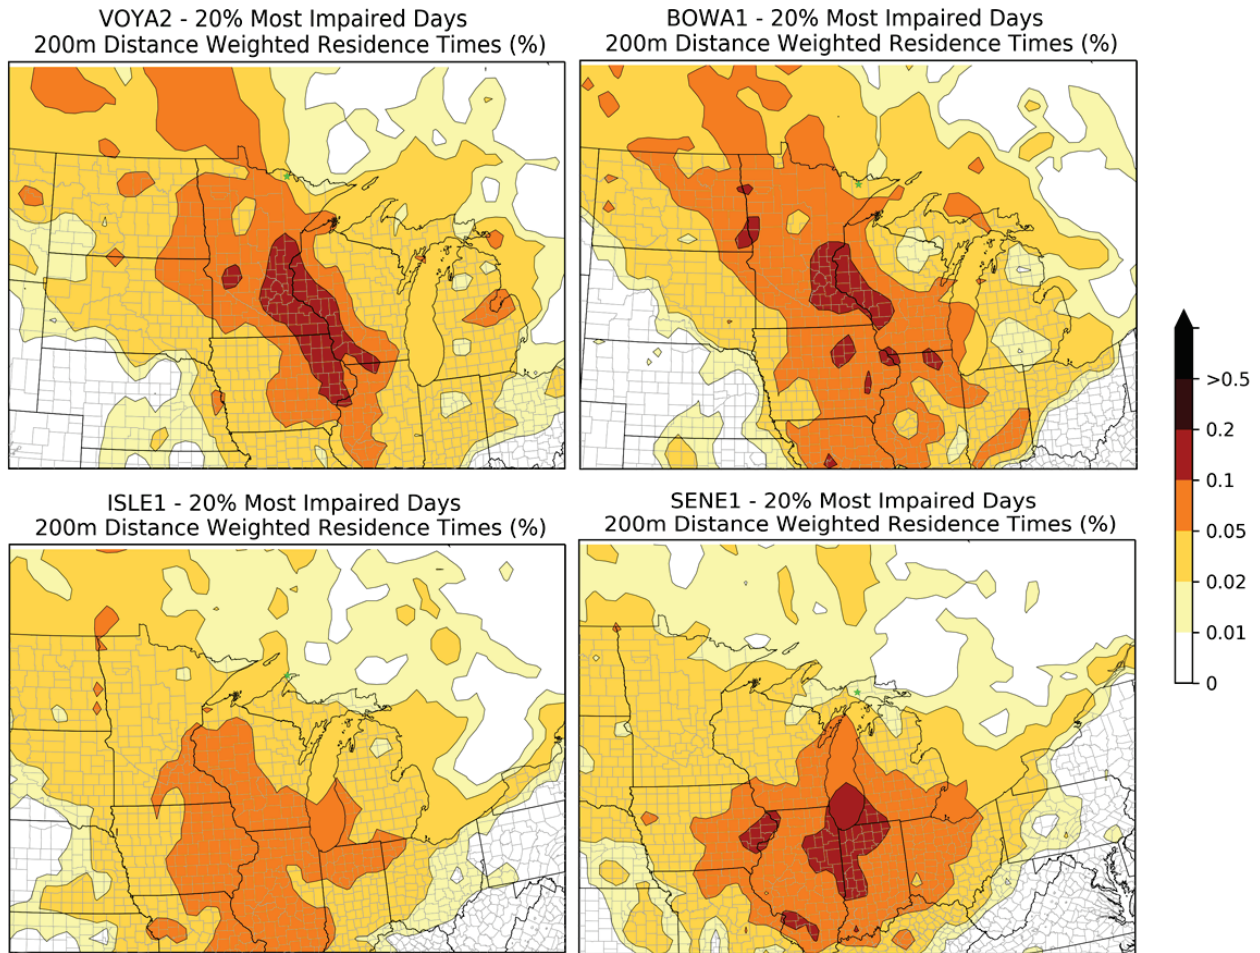 VOYA2 - 20% Most Impaired Days
200m Distance Weighted Residence Times (%)
BOWA1 - 20% Most Impaired Days
200m Distance Weighted Residence Times (%)
ISLE1 - 20% Most Impaired Days
200m Distance Weighted Residence Times (%)
SENE1 - 20% Most Impaired Days
200m Distance Weighted Residence Times (%)
>0.5
0.2
0.1
0.05
0.02
0.01
0